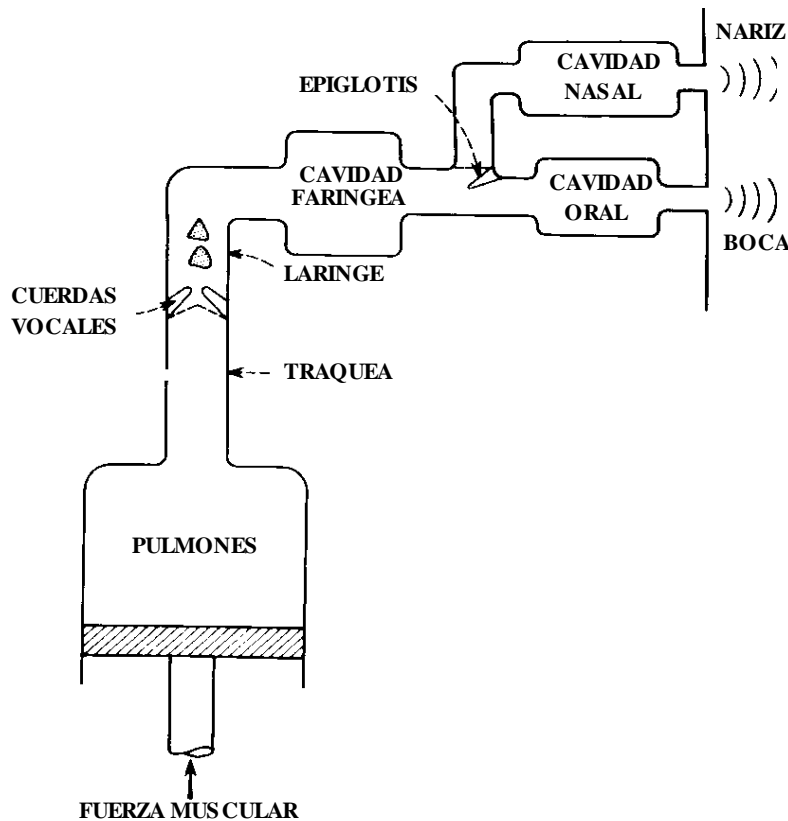 NARIZ
CAVIDAD
NASAL
EPIGLOTIS
CAVIDAD
FARINGEA
CAVIDAD
ORAL
BOCA
LARINGE
CUERDAS
VOCALES
TRAQUEA
PULMONES
FUERZA MUSCULAR